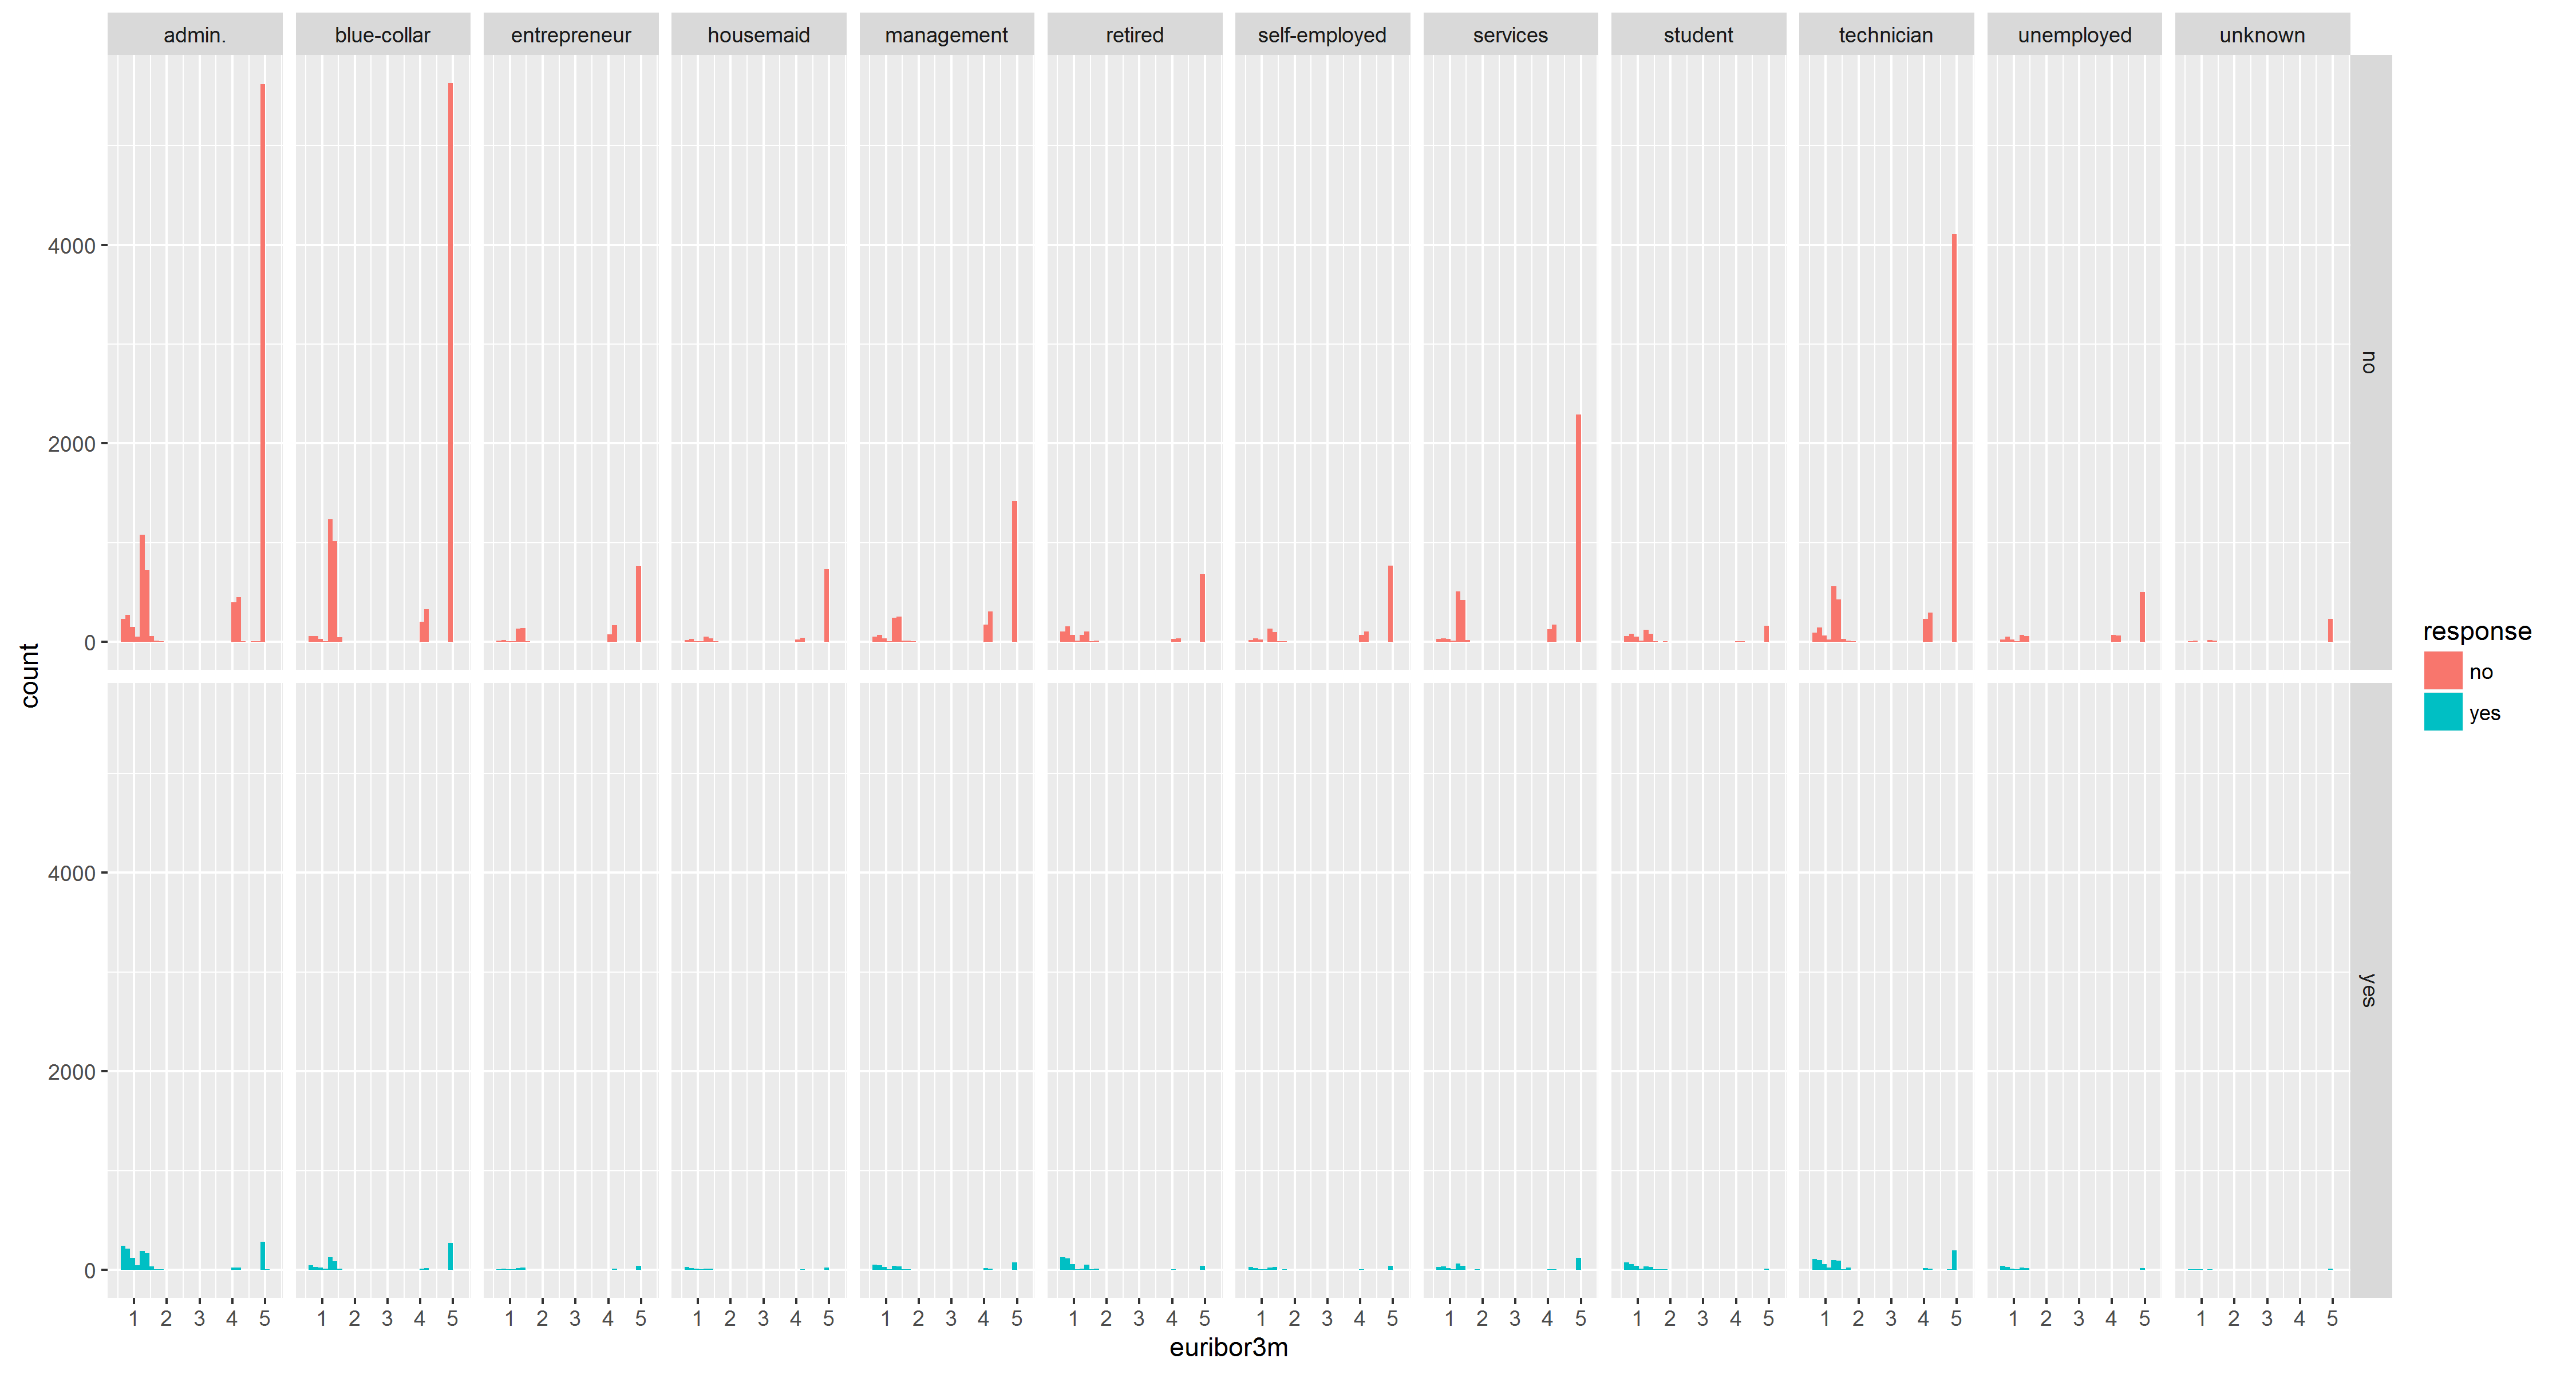 admin. blue-collar entrepreneur housemaid management retired self-employed services student technician unemployed unknown
4000
2000
0
no
count
4000
2000
0
yes
1 2 3 4 5 1 2 3 4 5 1 2 3 4 5 1 2 3 4 5 1 2 3 4 5 1 2 3 4 5 1 2 3 4 5 1 2 3 4 5 1 2 3 4 5 1 2 3 4 5 1 2 3 4 5 1 2 3 4 5
euribor3m
response
no
yes